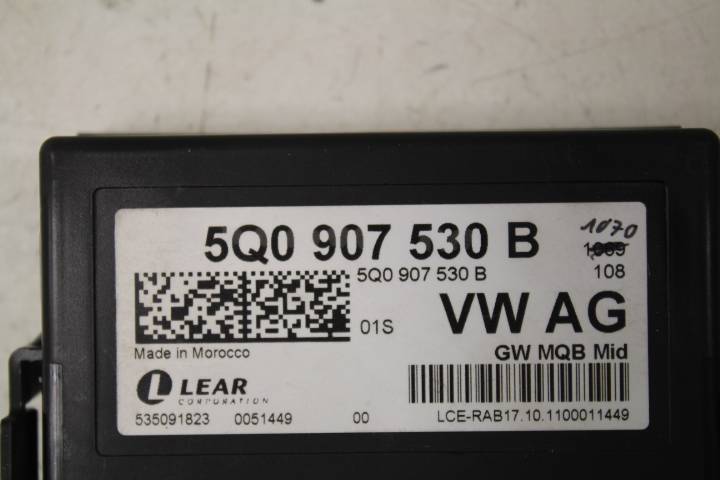 1070
5Q0 907 530 B 1069
5Q0 907 530 B 108
01S VW AG
Made in Morocco GW MQB Mid
LEAR
CORPORATION
535091823 0051449 00 LCE-RAB17.10.1100011449